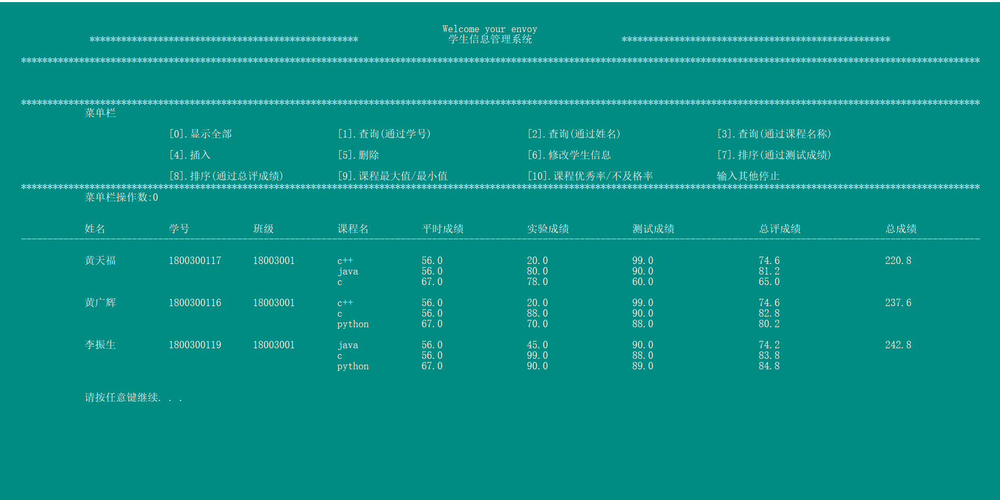 Welcome your envoy
*************************************************** 学生信息管理系统 ***************************************************
**************************************************************************************************************************************************************************************
**************************************************************************************************************************************************************************************
菜单栏
[0].显示全部 [1].查询(通过学号) [2].查询(通过姓名) [3].查询(通过课程名称)
[4].插入 [5].删除 [6].修改学生信息 [7].排序(通过测试成绩)
[8].排序(通过总评成绩) [9].课程最大值/最小值 [10].课程优秀率/不及格率 输入其他停止
**************************************************************************************************************************************************************************************
菜单栏操作数:0
姓名 学号 班级 课程名 平时成绩 实验成绩 测试成绩 总评成绩 总成绩
--------------------------------------------------------------------------------------------------------------------------------------------------------------------------------------
黄天福 1800300117 18003001 c++ 56.0 20.0 99.0 74.6 220.8
java 56.0 80.0 90.0 81.2
c 67.0 78.0 60.0 65.0
黄广辉 1800300116 18003001 c++ 56.0 20.0 99.0 74.6 237.6
c 56.0 88.0 90.0 82.8
python 67.0 70.0 88.0 80.2
李振生 1800300119 18003001 java 56.0 45.0 90.0 74.2 242.8
c 56.0 99.0 88.0 83.8
python 67.0 90.0 89.0 84.8
请按任意键继续. . .